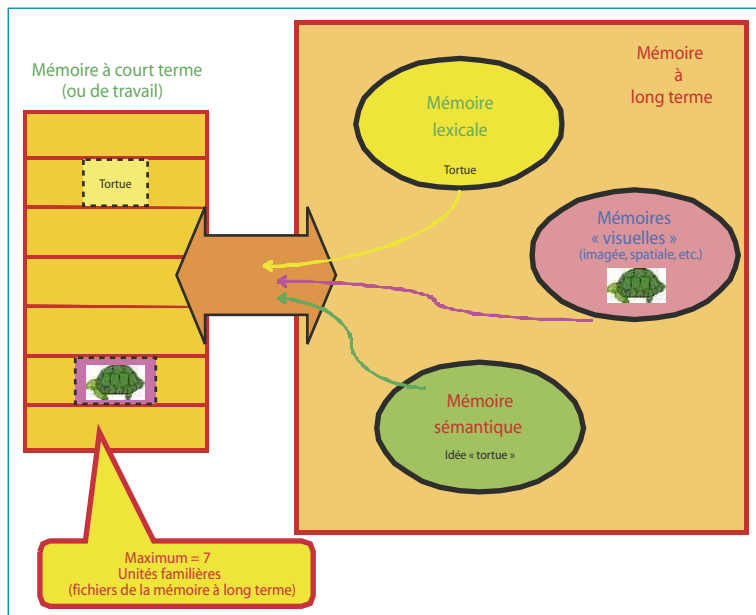 Mémoire à court terme
(ou de travail)
Tortue
Maximum = 7
Unités familières
(fichiers de la mémoire à long terme)
Mémoire
à
long terme
Mémoire
lexicale
Tortue
Mémoires
« visuelles »
(imagée, spatiale, etc.)
Mémoire
sémantique
Idée « tortue »